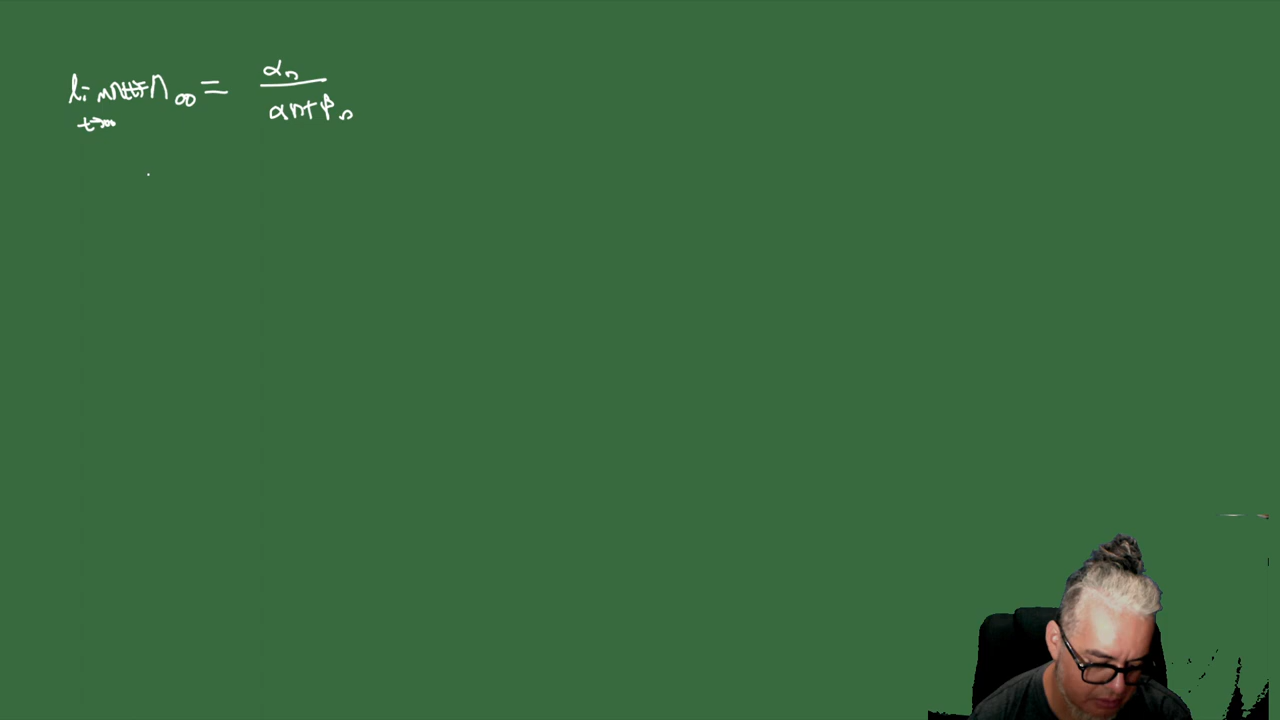 lim n(t) = n∞ = αn / (αn + βn)
t→∞